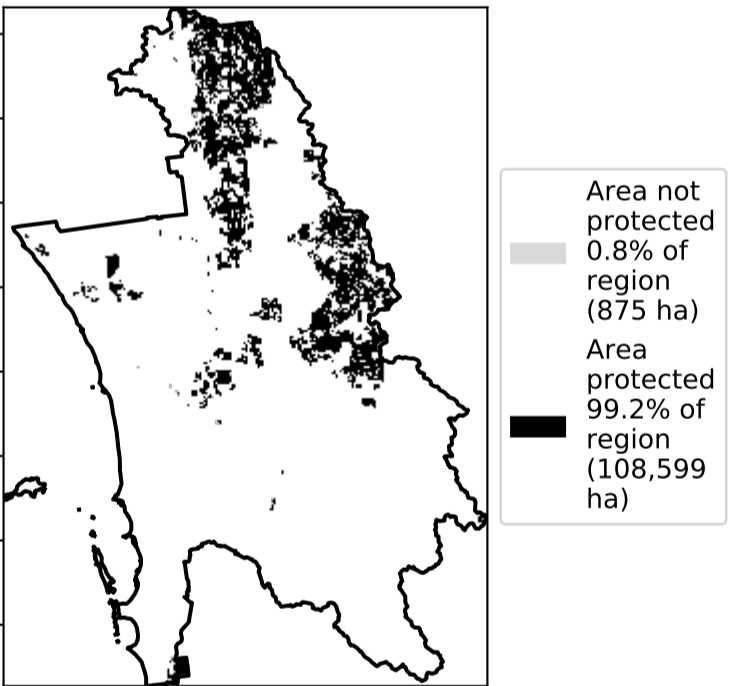 Area not
protected
0.8% of
region
(875 ha)
Area
protected
99.2% of
region
(108,599
ha)